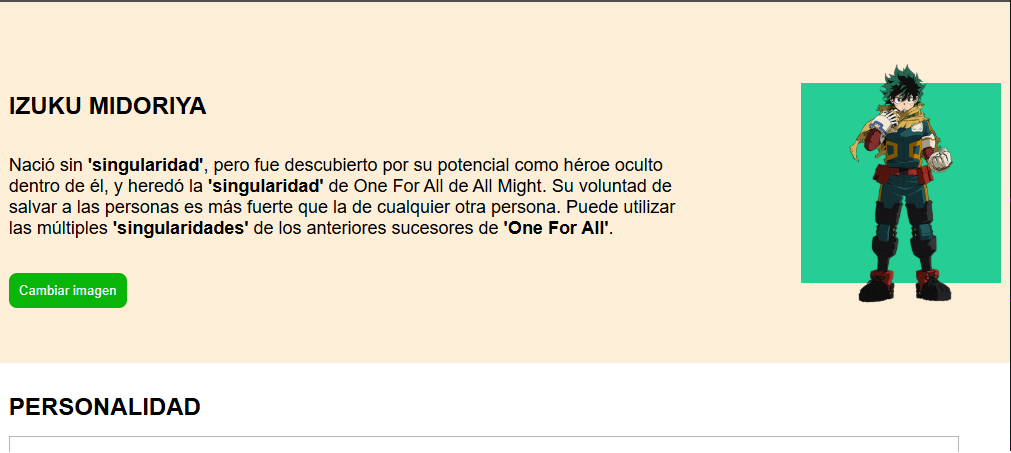 IZUKU MIDORIYA
Nació sin 'singularidad', pero fue descubierto por su potencial como héroe oculto
dentro de él, y heredó la 'singularidad' de One For All de All Might. Su voluntad de
salvar a las personas es más fuerte que la de cualquier otra persona. Puede utilizar
las múltiples 'singularidades' de los anteriores sucesores de 'One For All'.
Cambiar imagen
PERSONALIDAD